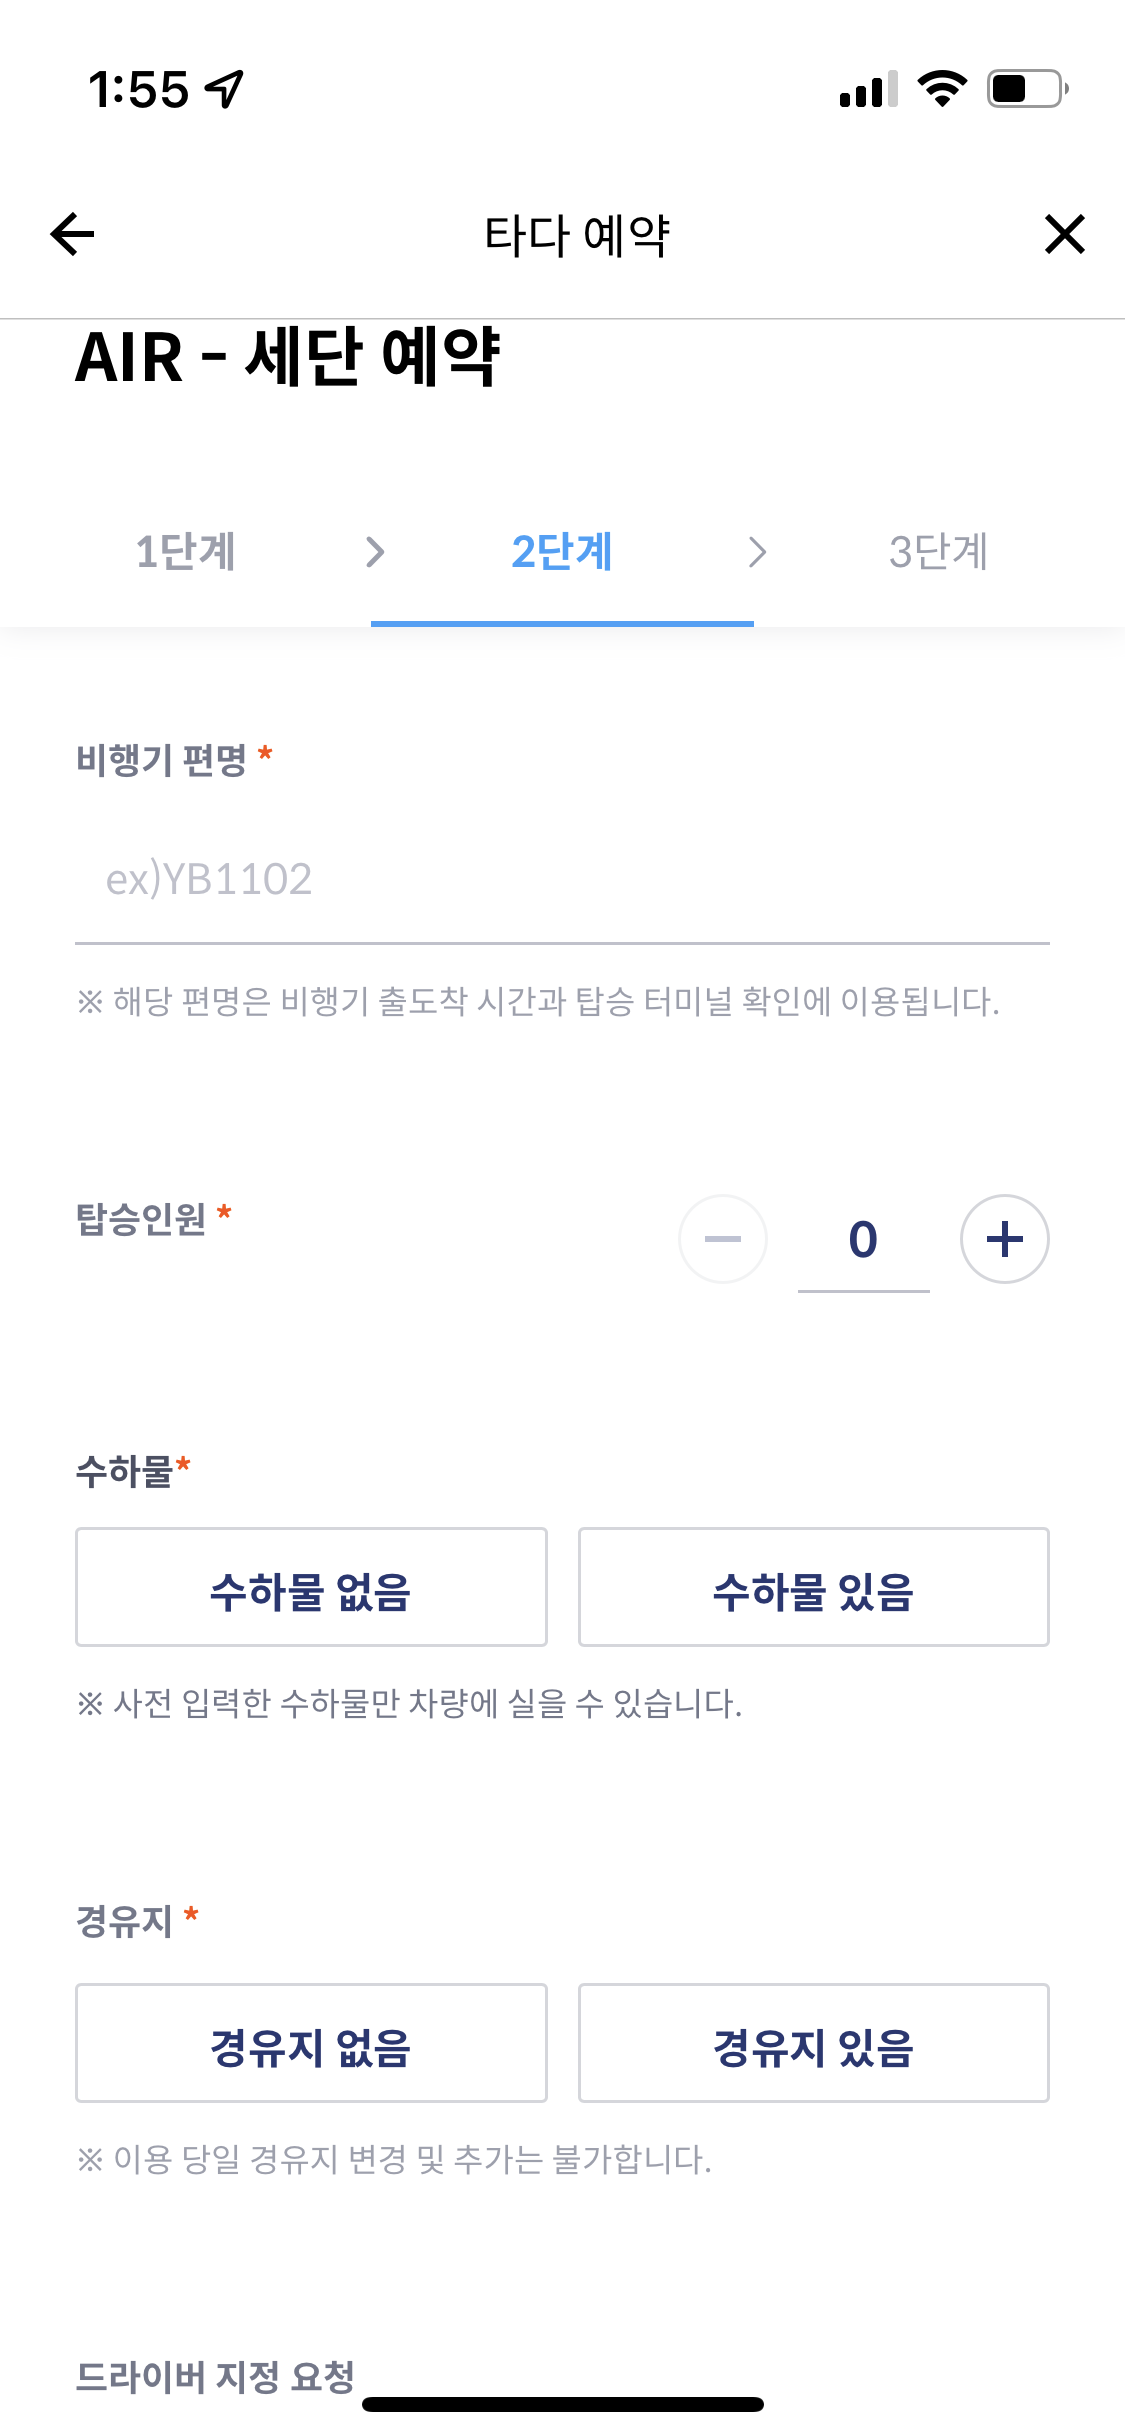 1:55
타다 예약
AIR - 세단 예약
1단계
2단계
3단계
비행기 편명 *
ex)YB1102
※ 해당 편명은 비행기 출도착 시간과 탑승 터미널 확인에 이용됩니다.
탑승인원 *
0
수하물*
수하물 없음
수하물 있음
※ 사전 입력한 수하물만 차량에 실을 수 있습니다.
경유지 *
경유지 없음
경유지 있음
※ 이용 당일 경유지 변경 및 추가는 불가합니다.
드라이버 지정 요청